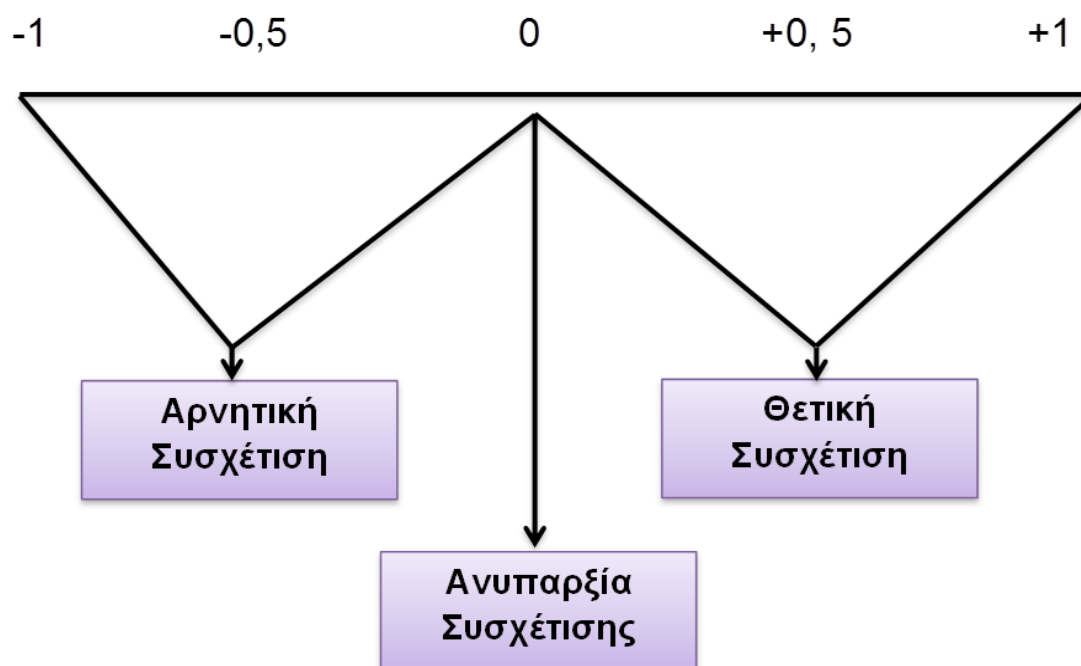 -1 -0,5 0 +0, 5 +1
Αρνητική
Συσχέτιση
Θετική
Συσχέτιση
Ανυπαρξία
Συσχέτισης